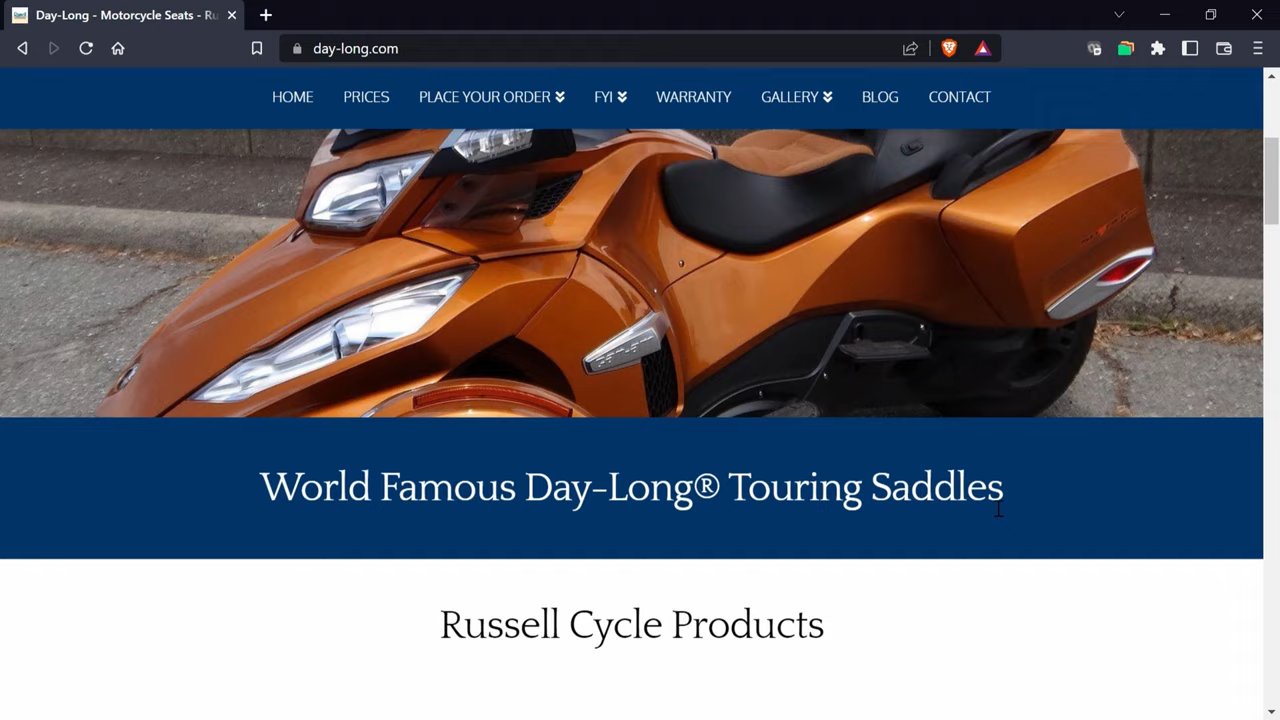 Day-Long - Motorcycle Seats - Ru
day-long.com
HOME PRICES PLACE YOUR ORDER FYI WARRANTY GALLERY BLOG CONTACT
World Famous Day-Long® Touring Saddles
Russell Cycle Products